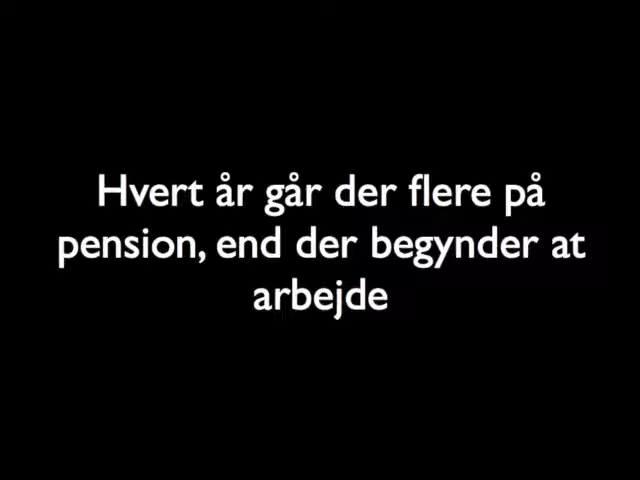 Hvert år går der flere på
pension, end der begynder at
arbejde